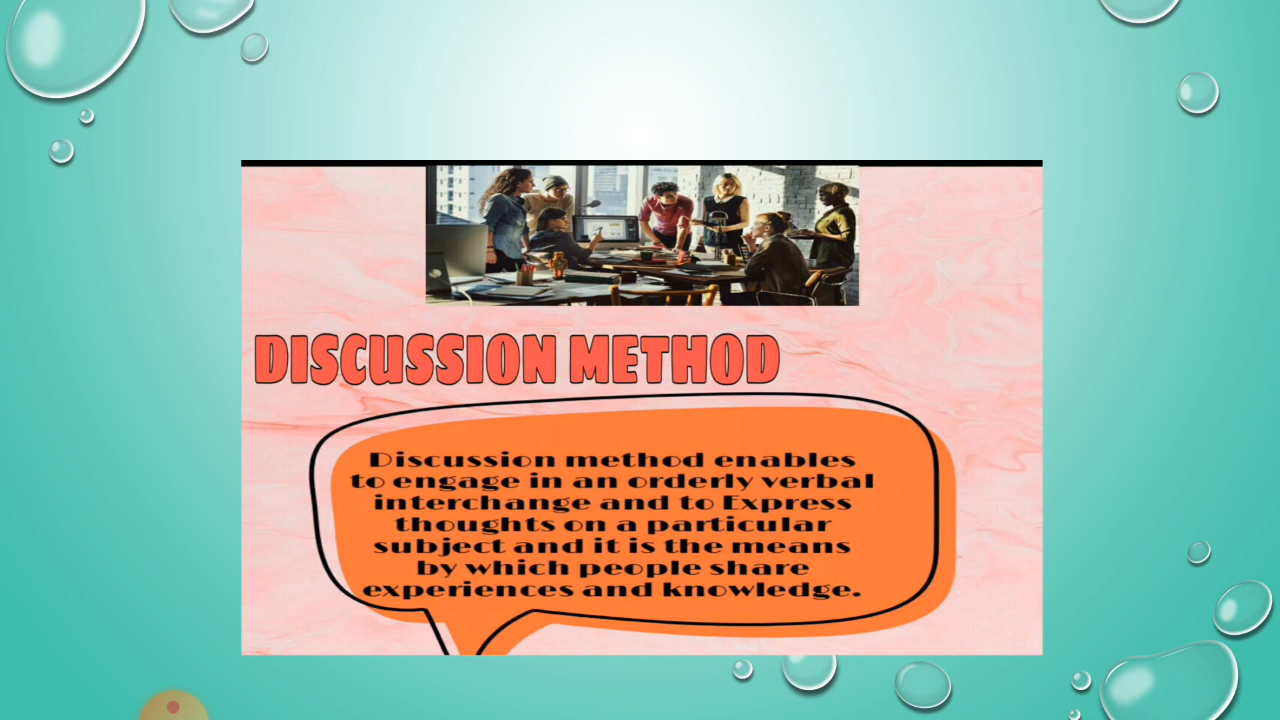 DISCUSSION METHOD
Discussion method enables
to engage in an orderly verbal
interchange and to Express
thoughts on a particular
subject and it is the means
by which people share
experiences and knowledge.